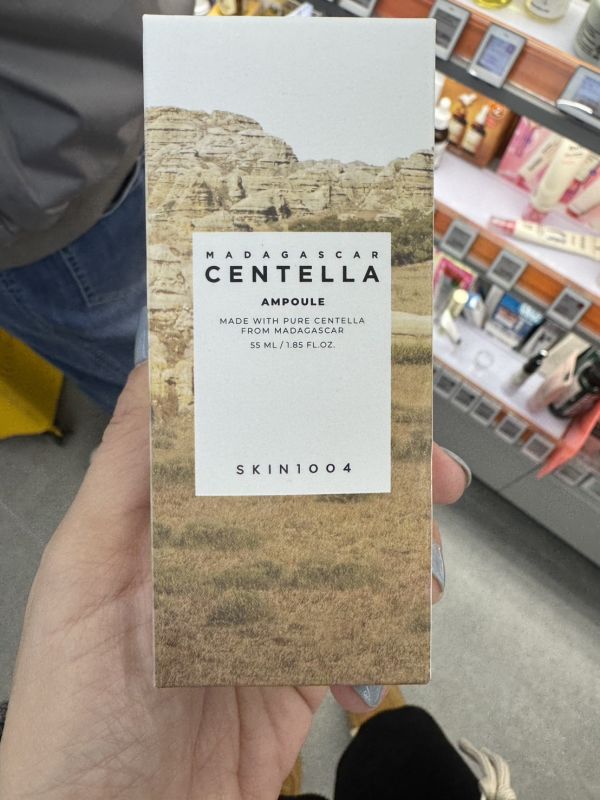 MADAGASCAR
CENTELLA
AMPOULE
MADE WITH PURE CENTELLA
FROM MADAGASCAR
55 ML / 1.85 FL.OZ.
SKIN1004